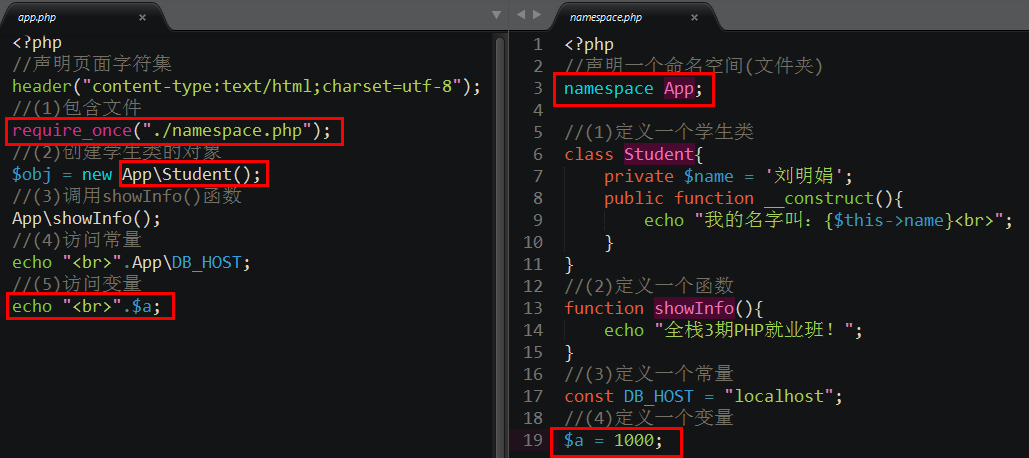 app.php
<?php
//声明页面字符集
header("content-type:text/html;charset=utf-8");
//(1)包含文件
require_once("./namespace.php");
//(2)创建学生类的对象
$obj = new App\Student();
//(3)调用showInfo()函数
App\showInfo();
//(4)访问常量
echo "<br>".App\DB_HOST;
//(5)访问变量
echo "<br>".$a;
namespace.php
1 <?php
2 //声明一个命名空间(文件夹)
3 namespace App;
4
5 //(1)定义一个学生类
6 class Student{
7     private $name = '刘明娟';
8     public function __construct(){
9         echo "我的名字叫：{$this->name}<br>";
10     }
11 }
12 //(2)定义一个函数
13 function showInfo(){
14     echo "全栈3期PHP就业班！";
15 }
16 //(3)定义一个常量
17 const DB_HOST = "localhost";
18 //(4)定义一个变量
19 $a = 1000;